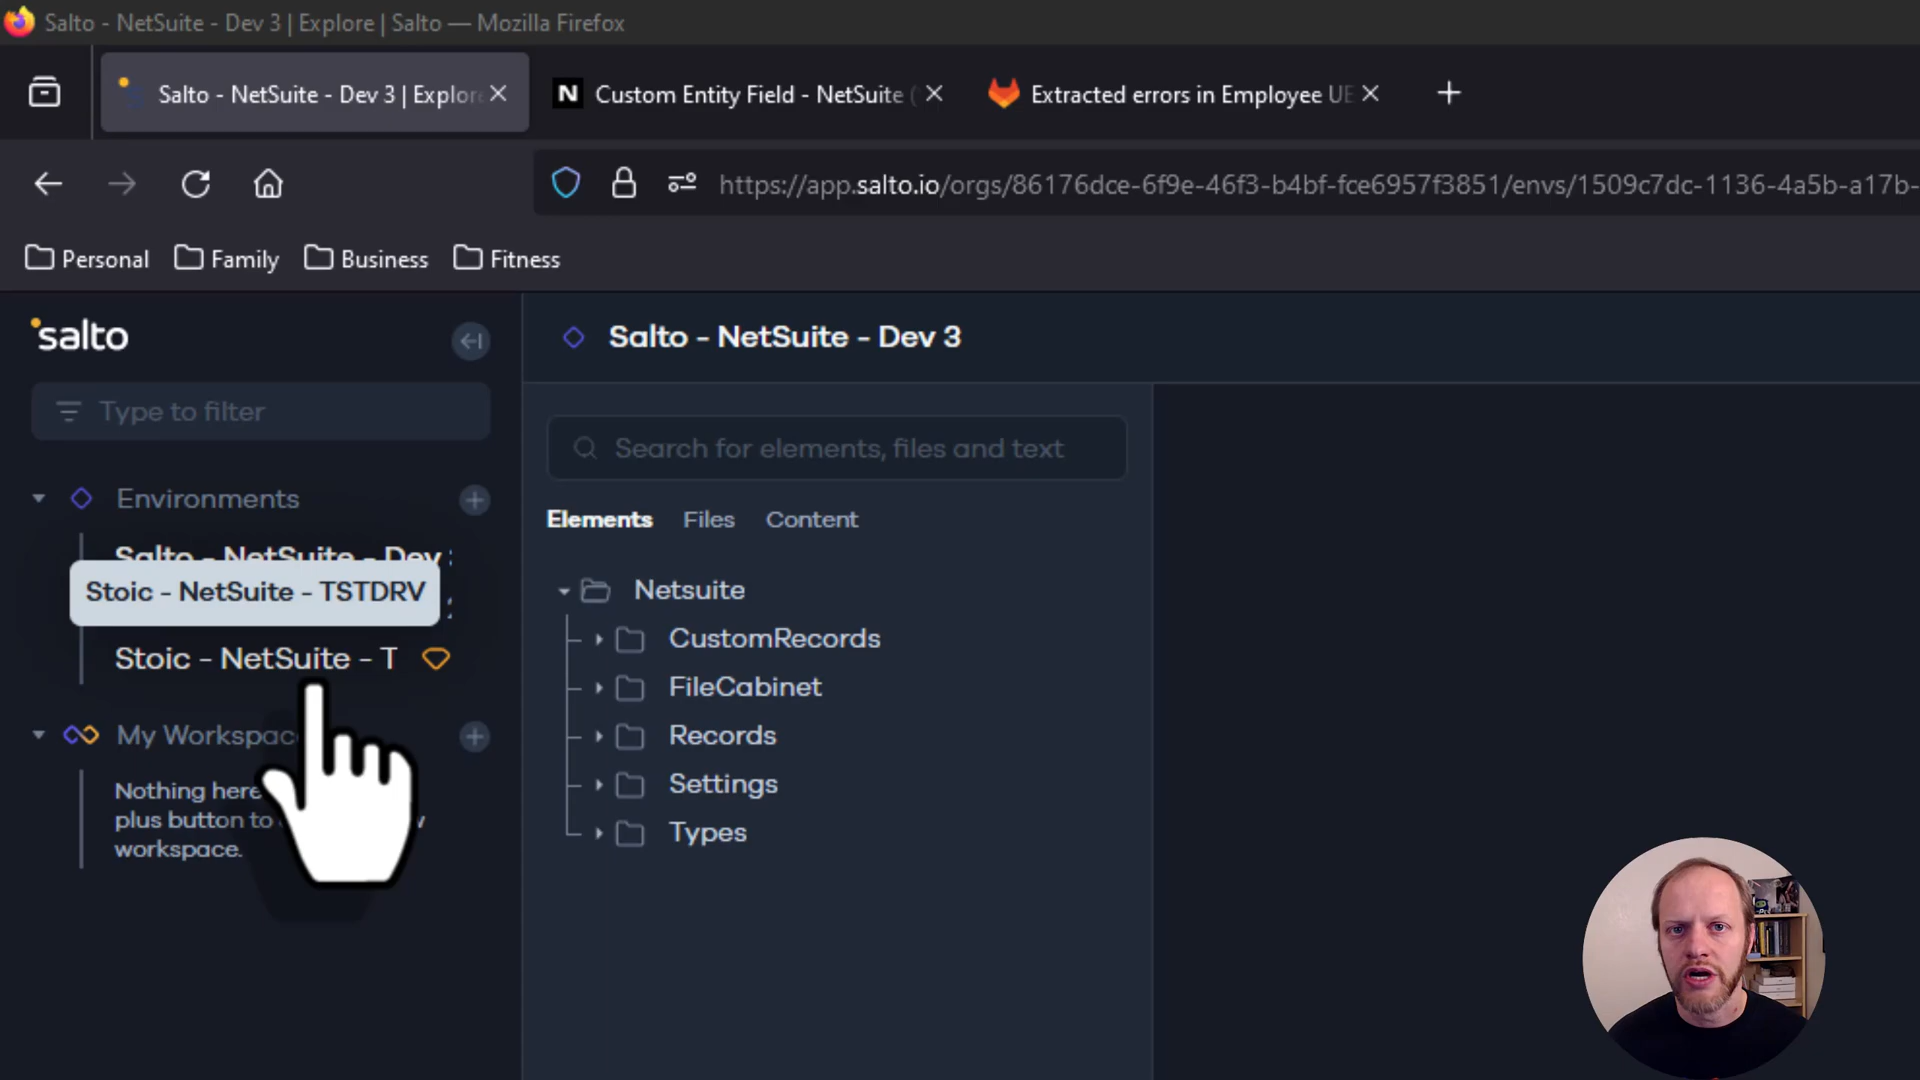 Salto - NetSuite - Dev 3 | Explore | Salto — Mozilla Firefox
Salto - NetSuite - Dev 3 | Explor
Custom Entity Field - NetSuite (
Extracted errors in Employee UE
https://app.salto.io/orgs/86176dce-6f9e-46f3-b4bf-fce6957f3851/envs/1509c7dc-1136-4a5b-a17b-
Personal
Family
Business
Fitness
salto
Salto - NetSuite - Dev 3
Type to filter
Search for elements, files and text
Environments
Elements
Files
Content
Salto - NetSuite - Dev
Stoic - NetSuite - TSTDRV
Stoic - NetSuite - T
Netsuite
CustomRecords
FileCabinet
Records
Settings
Types
My Workspac
Nothing here
plus button to
workspace.